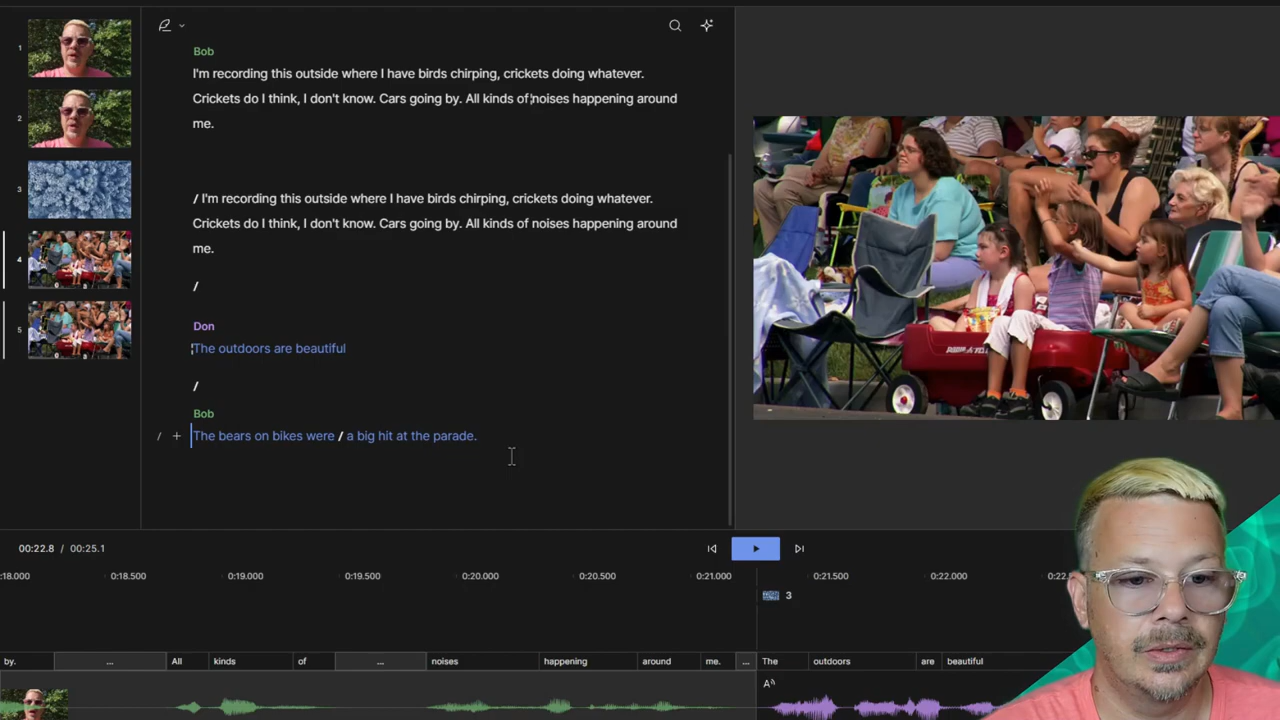 1
2
3
4
5
Bob
I'm recording this outside where I have birds chirping, crickets doing whatever.
Crickets do I think, I don't know. Cars going by. All kinds of noises happening around
me.
/ I'm recording this outside where I have birds chirping, crickets doing whatever.
Crickets do I think, I don't know. Cars going by. All kinds of noises happening around
me.
/
Don
The outdoors are beautiful
/
Bob
/ + The bears on bikes were / a big hit at the parade.
00:22.8 / 00:25.1
:18.000 0:18.500 0:19.000 0:19.500 0:20.000 0:20.500 0:21.000 0:21.500 0:22.000 0:22.
3
by. ... All kinds of ... noises happening around me. ... The outdoors are beautiful
A